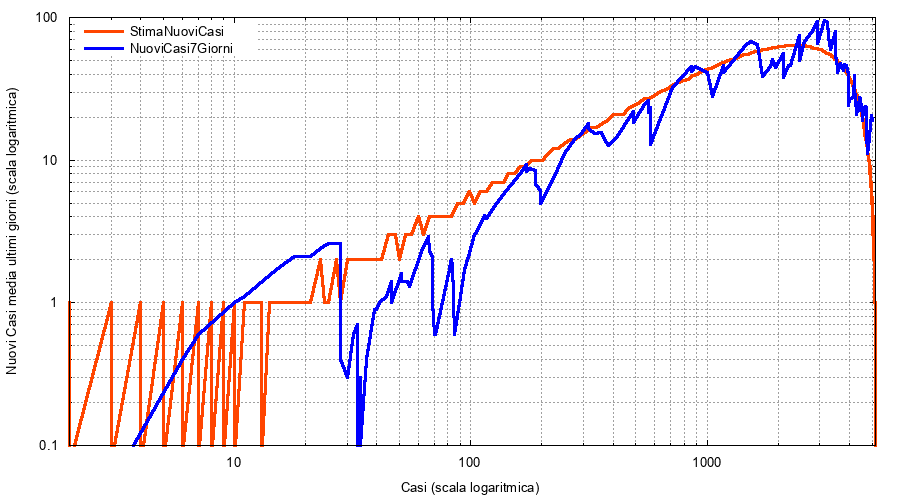 StimaNuoviCasi
NuoviCasi7Giorni
Nuovi Casi media ultimi giorni (scala logaritmica)
100
10
1
0.1
10
100
1000
Casi (scala logaritmica)